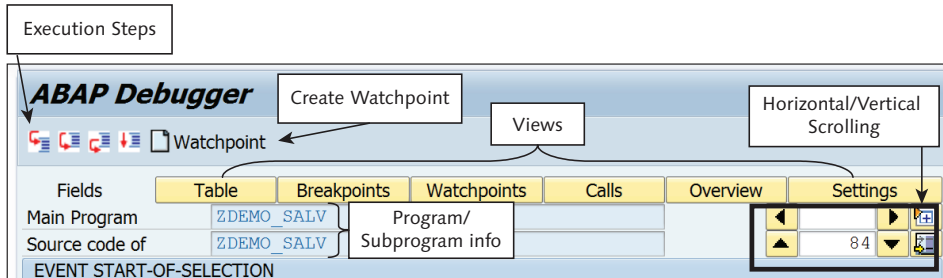 Execution Steps
ABAP Debugger
Create Watchpoint
Views
Horizontal/Vertical
Scrolling
Watchpoint
Fields Table Breakpoints Watchpoints Calls Overview Settings
Main Program ZDEMO_SALV
Program/
Subprogram info
Source code of ZDEMO_SALV 84
EVENT START-OF-SELECTION